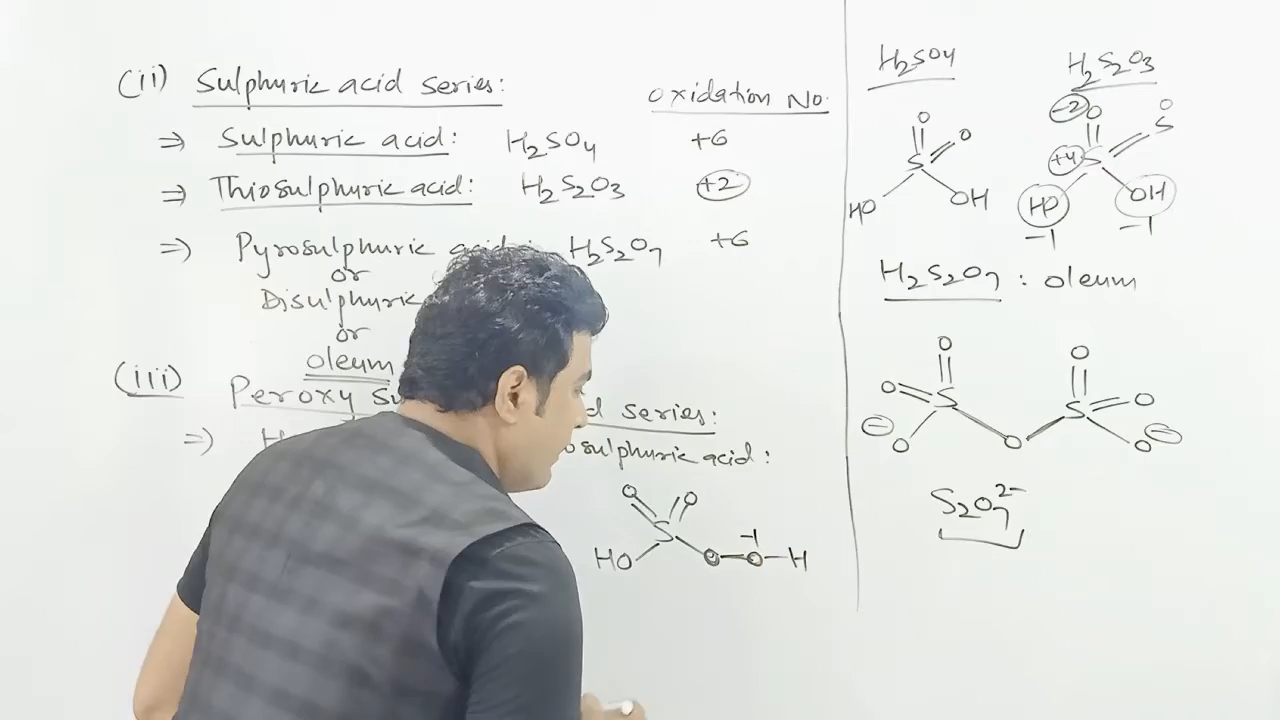 (ii) Sulphuric acid series:
Oxidation No.
⇒ Sulphuric acid: H₂SO₄ +6
⇒ Thiosulphuric acid: H₂S₂O₃ +2
⇒ Pyrosulphuric H₂S₂O₇ +6
or
Disulphuric
or
oleum
(iii) Peroxy series:
⇒ sulphuric acid:
O O
S -1
HO O O H
H₂SO₄ H₂S₂O₃
O O
S
HO OH
-2 O O
S
+4 S
HO OH
-1 -1
H₂S₂O₇ : oleum
O O
O S S O
⊖ O O O ⊖
S₂O₇²⁻